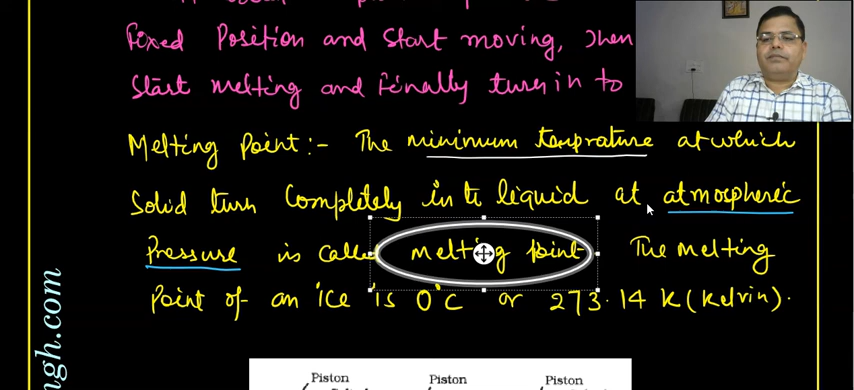 Fixed Position and start moving, then
start melting and finally turn in to
Melting point:- The minimum temprature at which
solid turn completely in to liquid at atmospheric
Pressure is called melting point The melting
point of an ice is 0°C or 273.14 K (Kelvin).
Piston Piston Piston
ngh.com